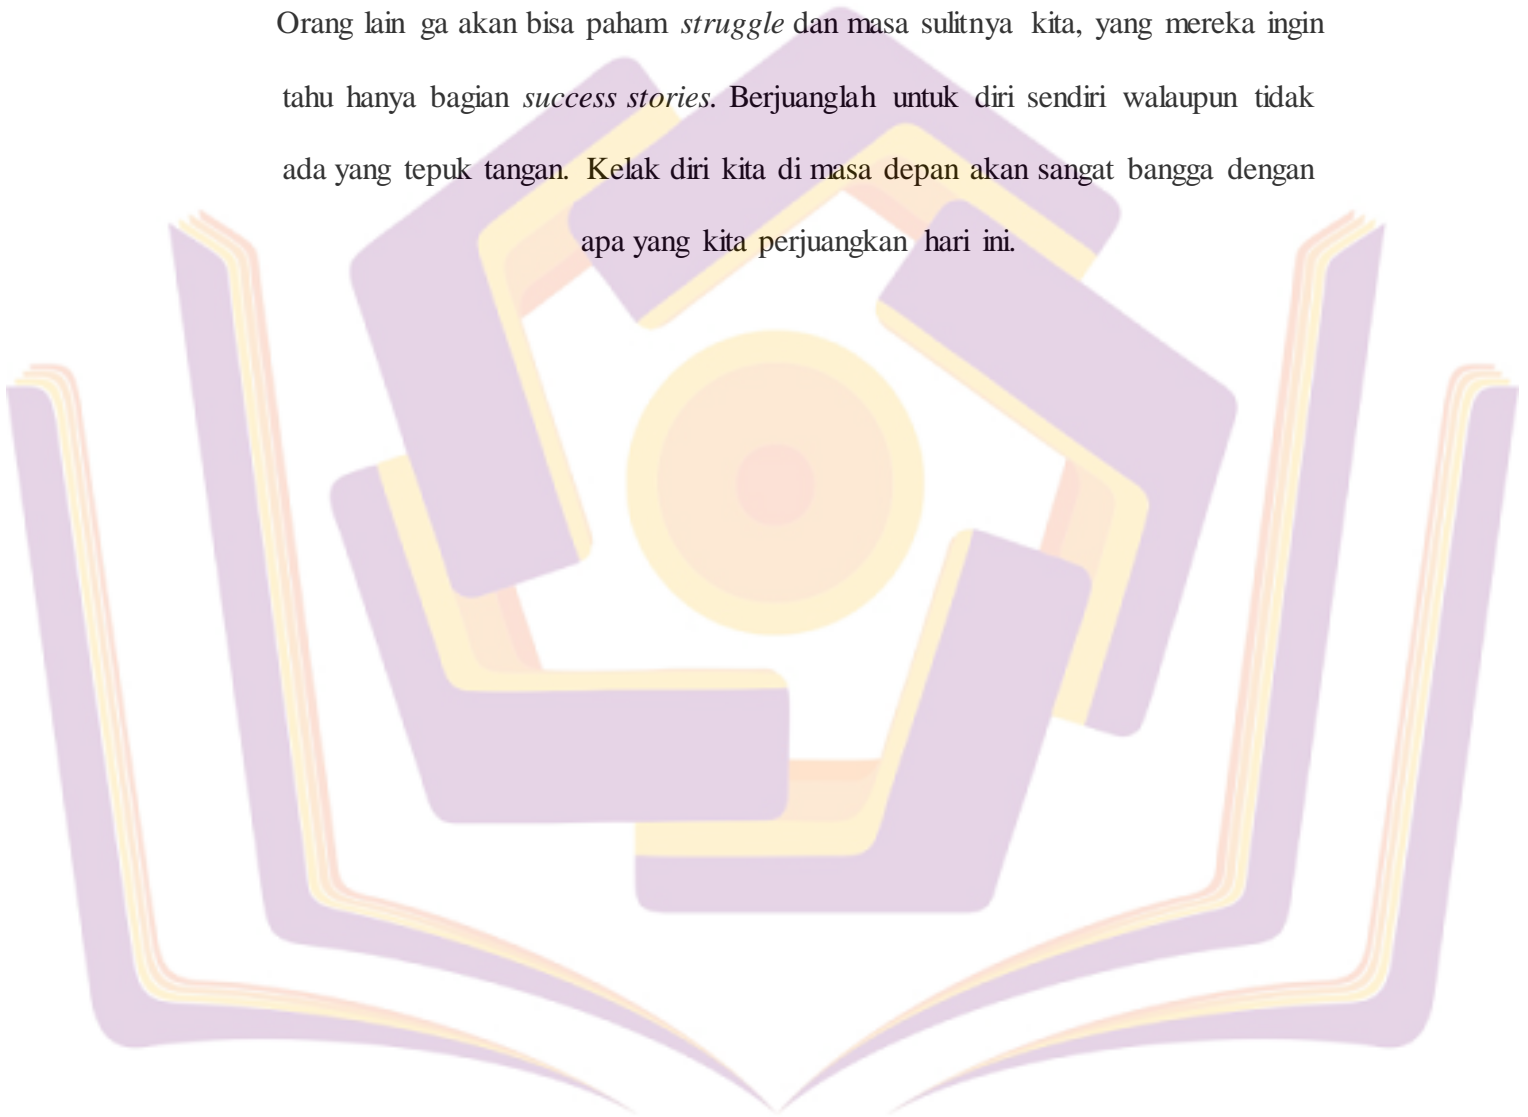 Orang lain ga akan bisa paham struggle dan masa sulitnya kita, yang mereka ingin
tahu hanya bagian success stories. Berjuanglah untuk diri sendiri walaupun tidak
ada yang tepuk tangan. Kelak diri kita di masa depan akan sangat bangga dengan
apa yang kita perjuangkan hari ini.